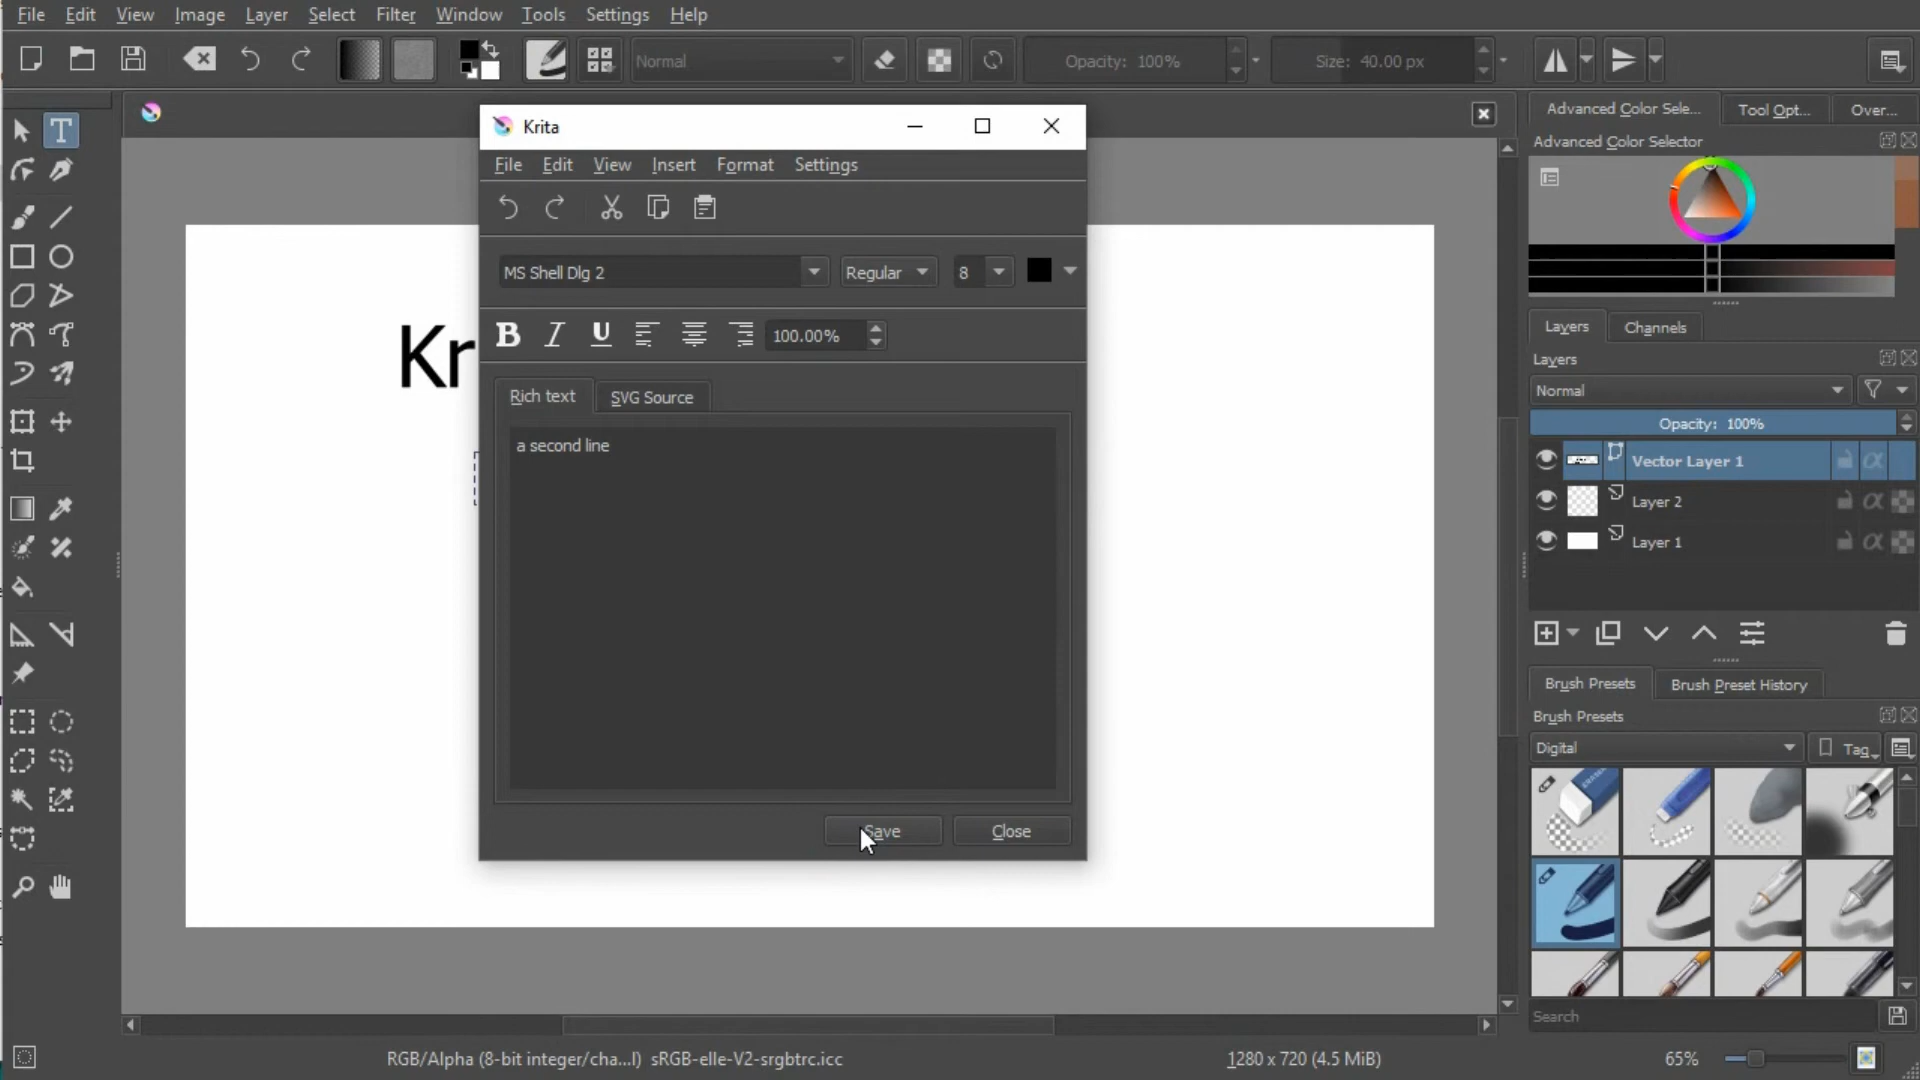 File Edit View Image Layer Select Filter Window Tools Settings Help
Normal Opacity: 100% Size: 40.00 px
Krita
File Edit View Insert Format Settings
MS Shell Dlg 2 Regular 8
B I U 100.00%
Rich text SVG Source
a second line
Save Close
Kr
T
Advanced Color Sele... Tool Opt... Over...
Advanced Color Selector
Layers Channels
Layers
Normal
Opacity: 100%
Vector Layer 1
Layer 2
Layer 1
Brush Presets Brush Preset History
Brush Presets
Digital Tag
Search
RGB/Alpha (8-bit integer/cha...l) sRGB-elle-V2-srgbtrc.icc 1280 x 720 (4.5 MiB) 65%